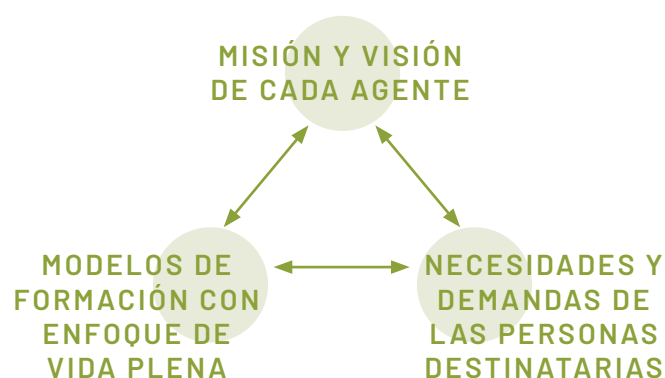 MISIÓN Y VISIÓN
DE CADA AGENTE
MODELOS DE
FORMACIÓN CON
ENFOQUE DE
VIDA PLENA
NECESIDADES Y
DEMANDAS DE
LAS PERSONAS
DESTINATARIAS